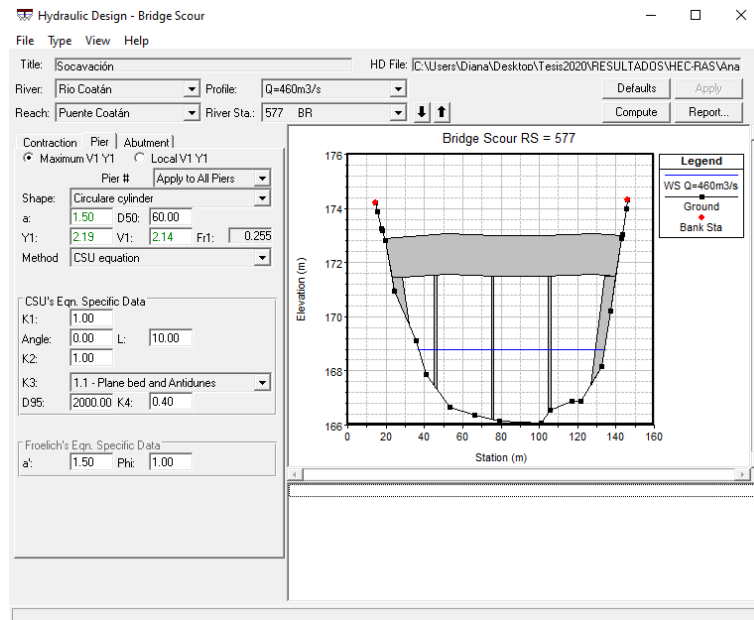 Hydraulic Design - Bridge Scour
File Type View Help
Title: Socavación HD File: C:\Users\Diana\Desktop\Tesis2020\RESULTADOS\HEC-RAS\Ana
River: Rio Coatán Profile: Q=460m3/s Defaults Apply
Reach: Puente Coatán River Sta.: 577 BR Compute Report...
Contraction Pier Abutment
Maximum V1 Y1 Local V1 Y1
Pier # Apply to All Piers
Shape: Circulare cylinder
a: 1.50 D50: 60.00
Y1: 2.19 V1: 2.14 Fr1: 0.255
Method CSU equation
CSU's Eqn. Specific Data
K1: 1.00
Angle: 0.00 L: 10.00
K2: 1.00
K3: 1.1 - Plane bed and Antidunes
D95: 2000.00 K4: 0.40
Froelich's Eqn. Specific Data
a': 1.50 Phi: 1.00
Bridge Scour RS = 577
176
174
172
170
168
166
Elevation (m)
0 20 40 60 80 100 120 140 160
Station (m)
Legend
WS Q=460m3/s
Ground
Bank Sta